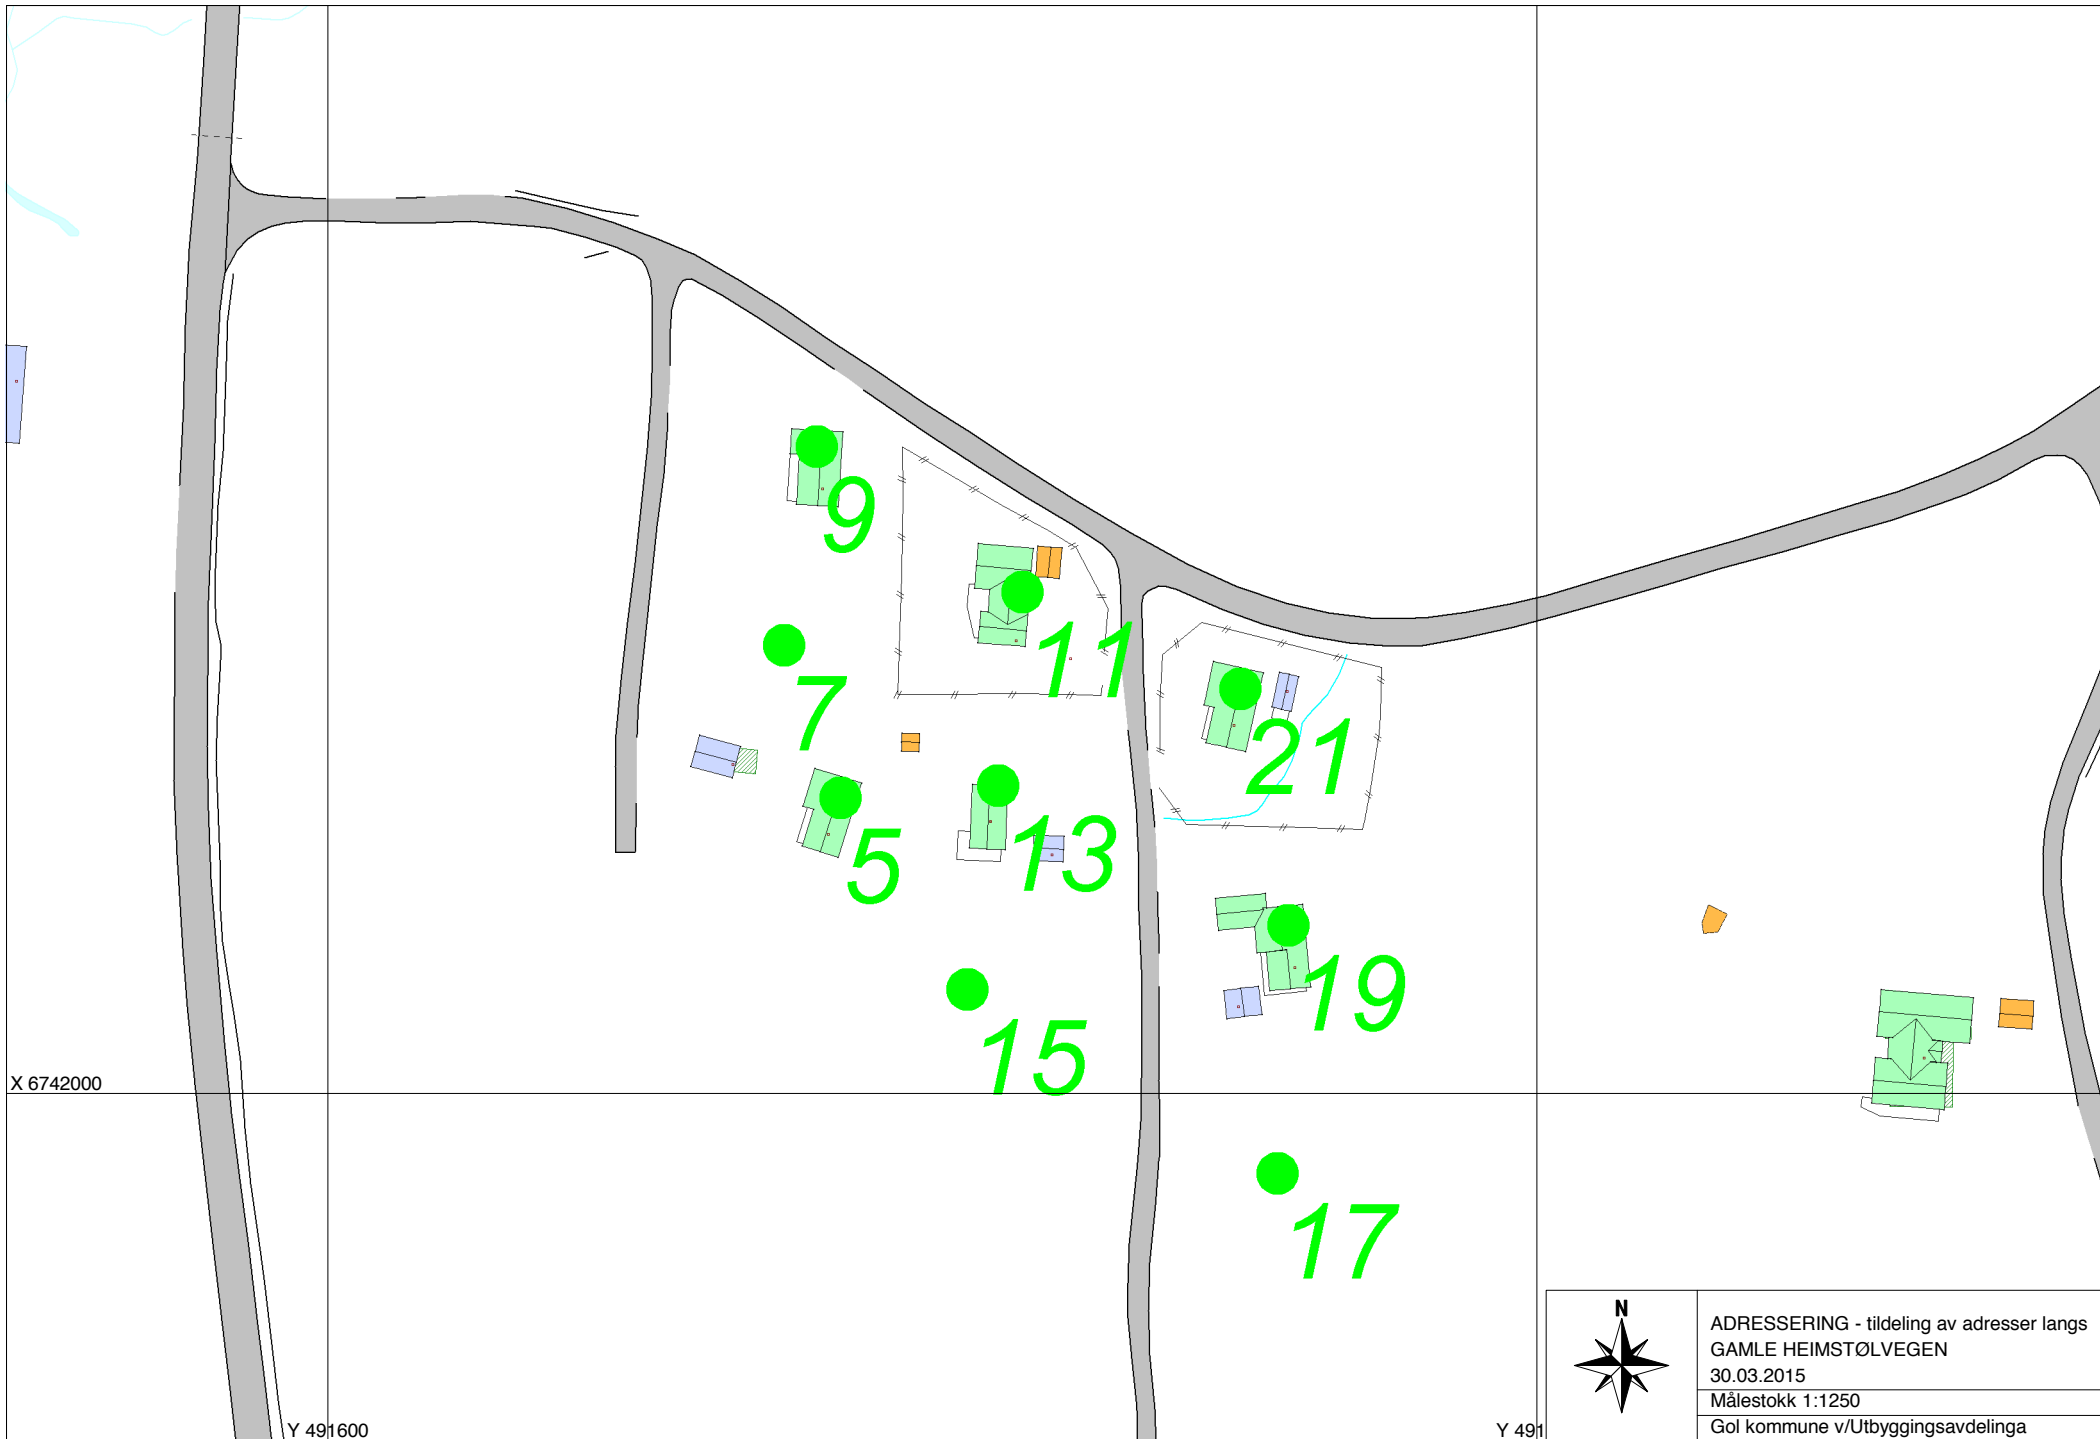 9
11
7
21
5
13
19
15
X 6742000
17
N
ADRESSERING - tildeling av adresser langs
GAMLE HEIMSTØLVEGEN
30.03.2015
Målestokk 1:1250
Gol kommune v/Utbyggingsavdelinga
Y 491600
Y 491